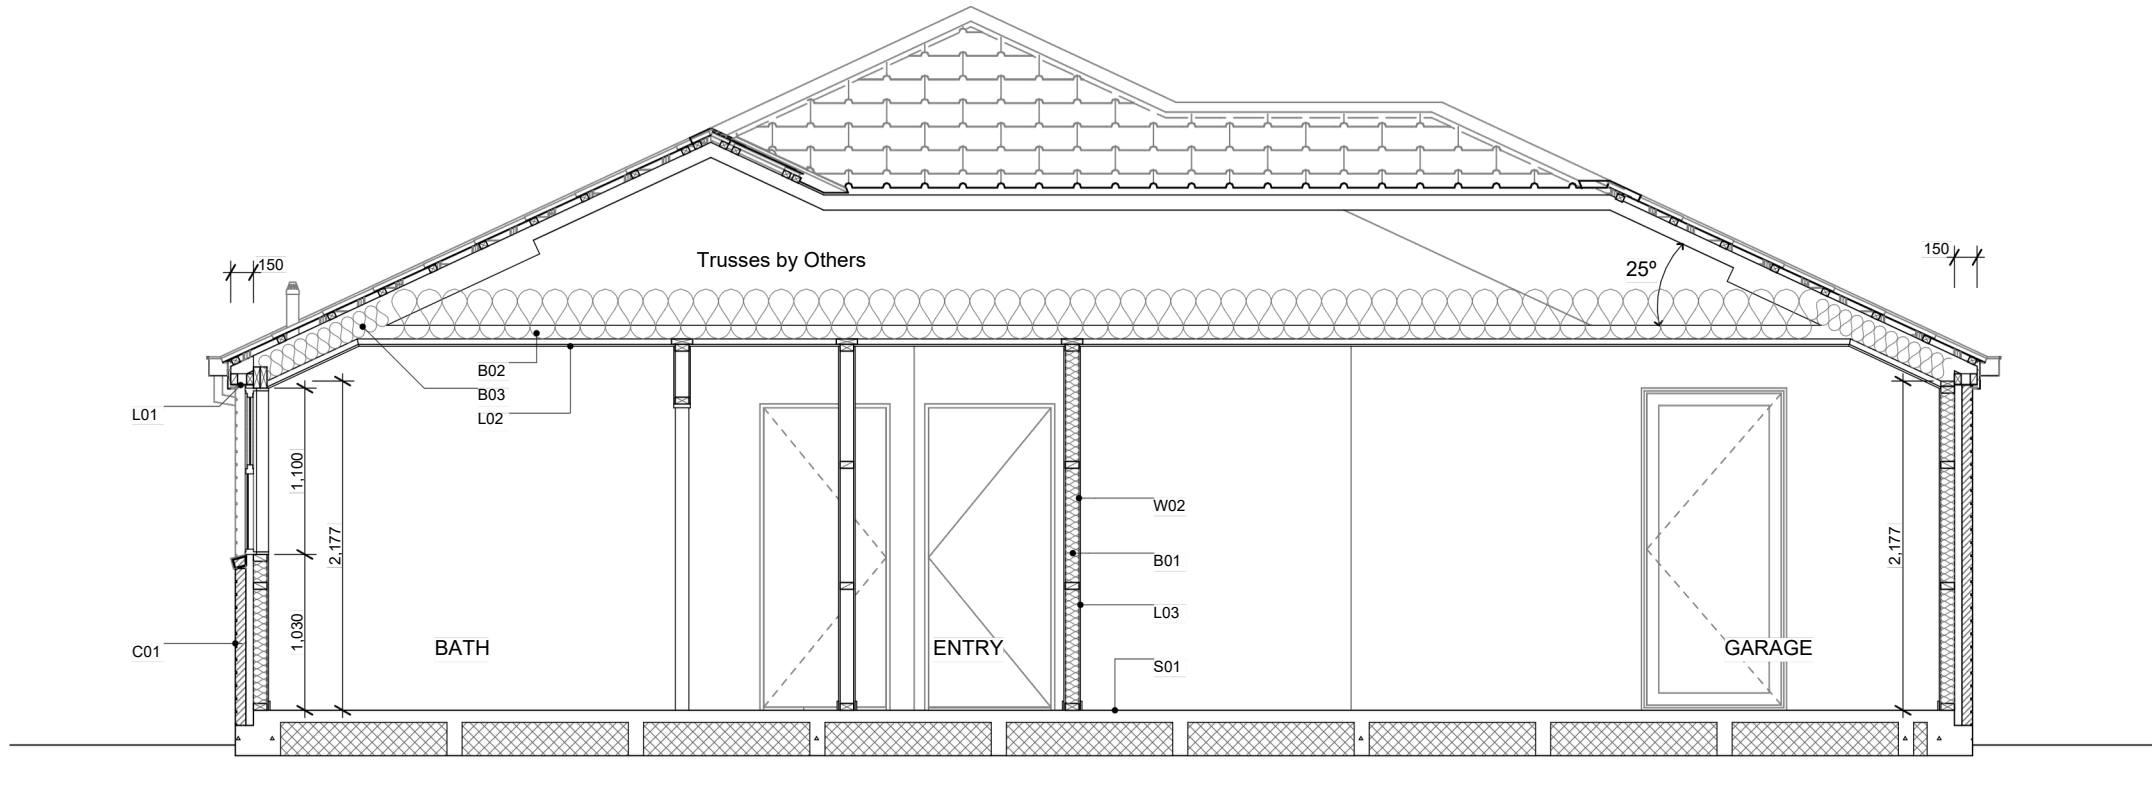 150
Trusses by Others
25º
150
B02
B03
L02
L01
1,100
2,177
W02
B01
2,177
L03
1,030
C01
BATH
ENTRY
GARAGE
S01